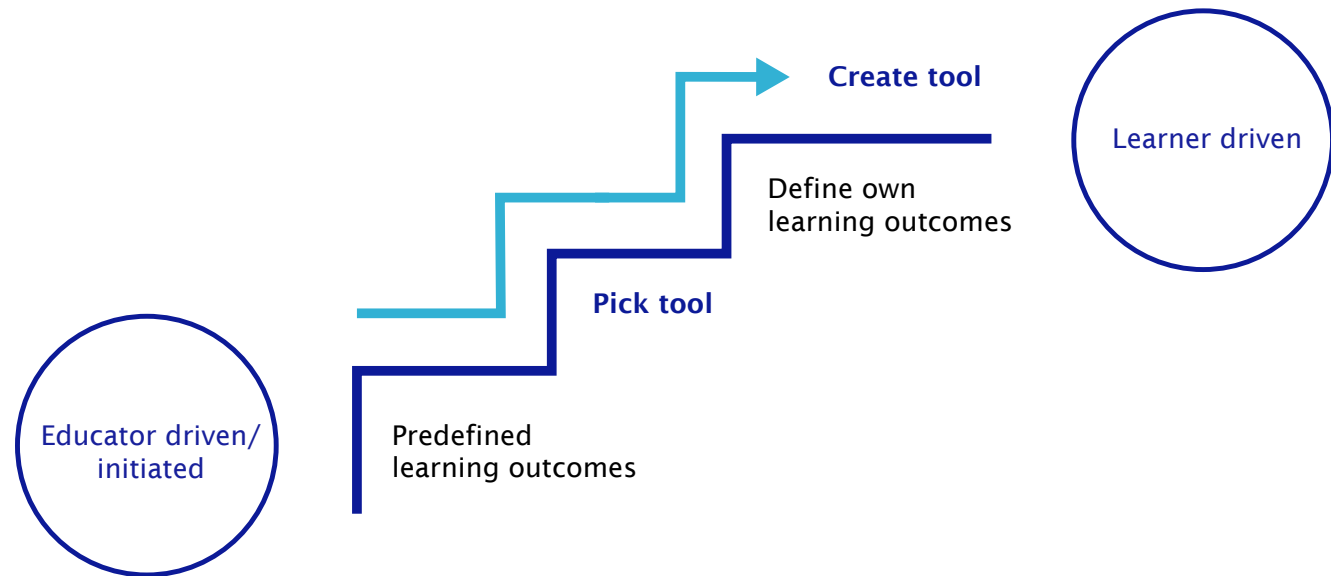 Create tool
Learner driven
Define own
learning outcomes
Pick tool
Educator driven/
initiated
Predefined
learning outcomes